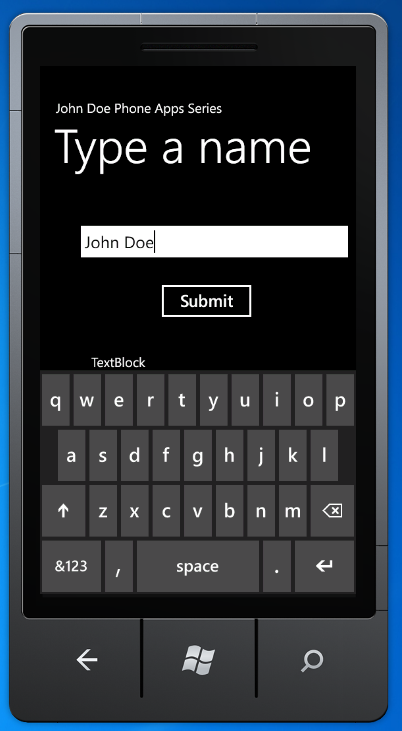 John Doe Phone Apps Series
Type a name
John Doe
Submit
TextBlock
q w e r t y u i o p
a s d f g h j k l
z x c v b n m
&123 , space .